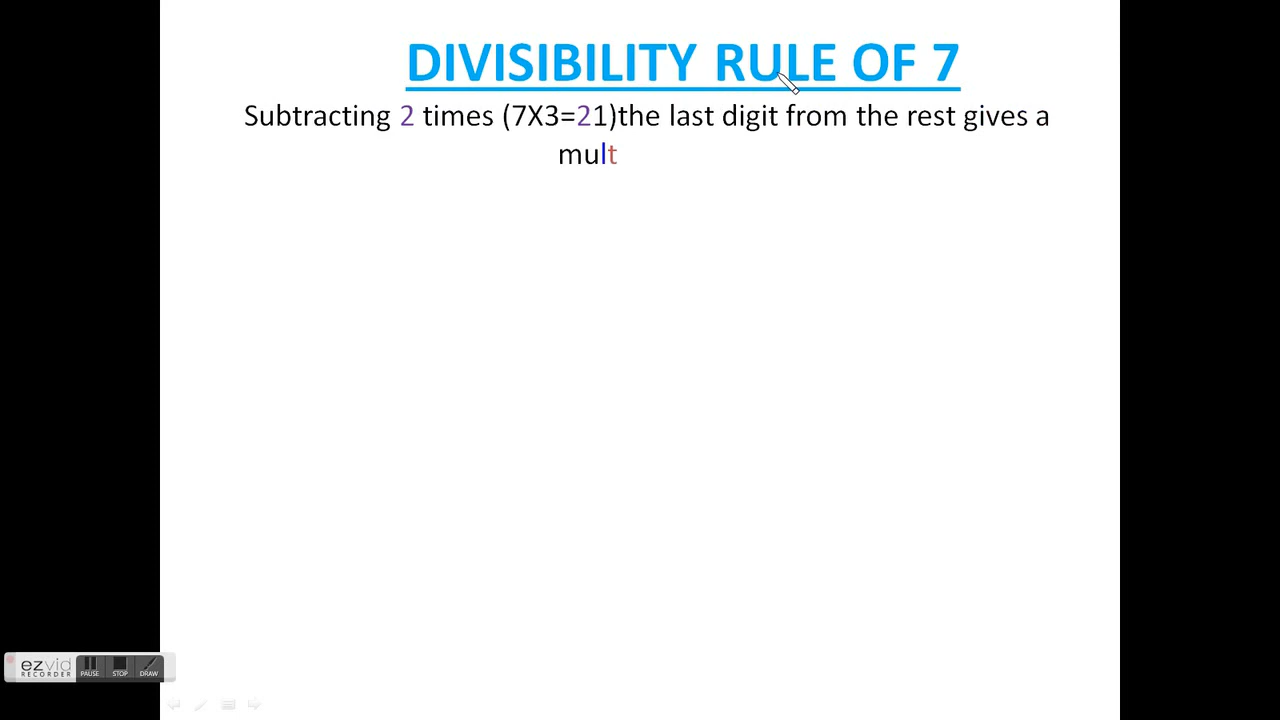 DIVISIBILITY RULE OF 7
Subtracting 2 times (7X3=21)the last digit from the rest gives a
mult
ezvid
RECORDER
PAUSE
STOP
DRAW